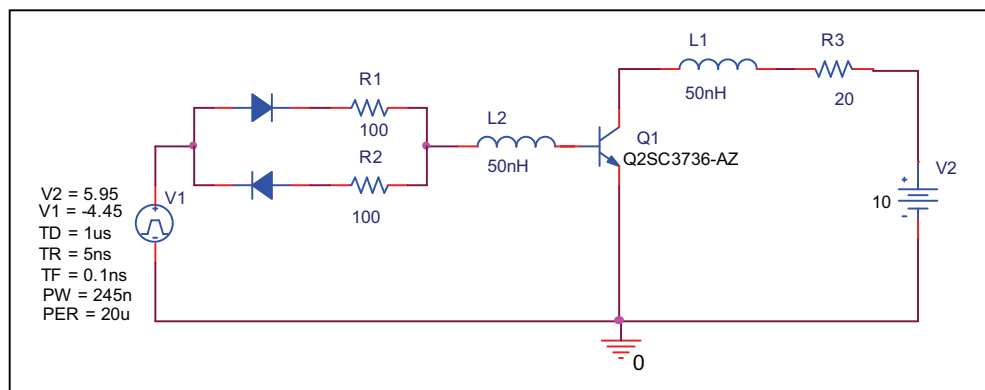 L1
R3
50nH
20
R1
100
L2
50nH
R2
100
Q1
Q2SC3736-AZ
V2
+
10
-
V1
+
-
V2 = 5.95
V1 = -4.45
TD = 1us
TR = 5ns
TF = 0.1ns
PW = 245n
PER = 20u
0